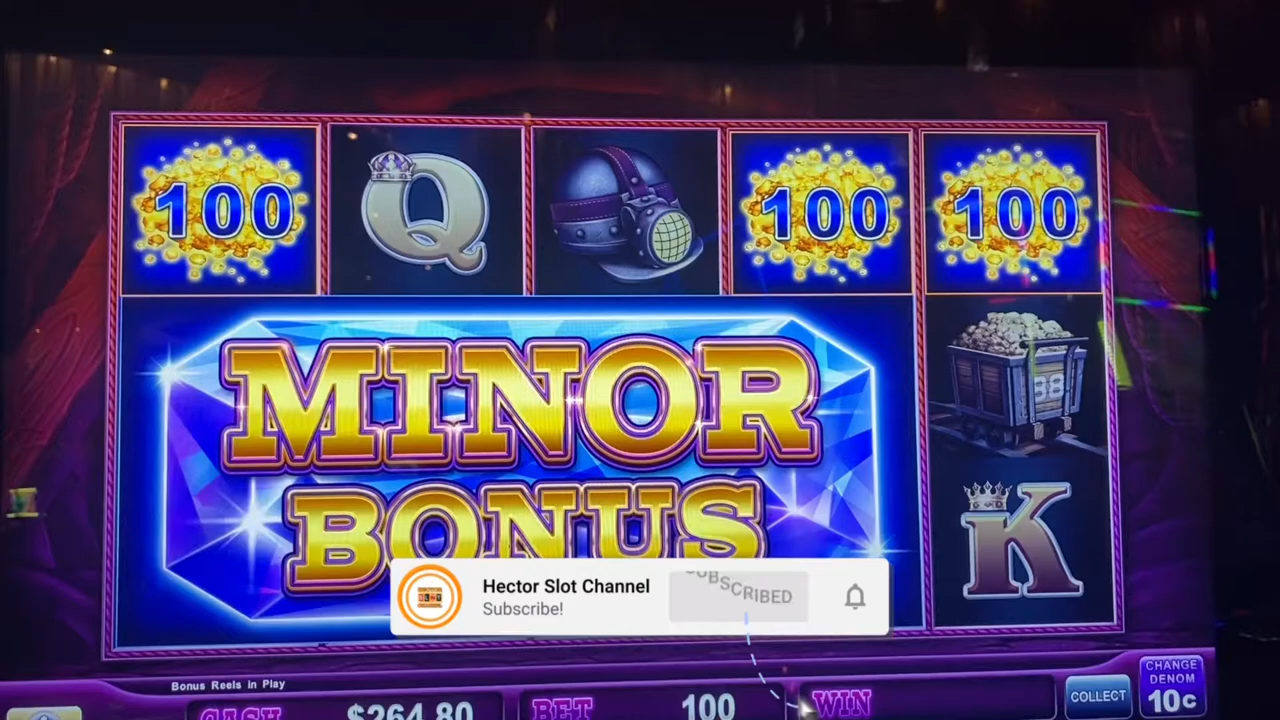 100
Q
100
100
MINOR
BONUS
88
K
Hector Slot Channel
Subscribe!
SUBSCRIBED
Bonus Reels in Play
CASH $264.80
BET 100
WIN
COLLECT
CHANGE
DENOM
10¢